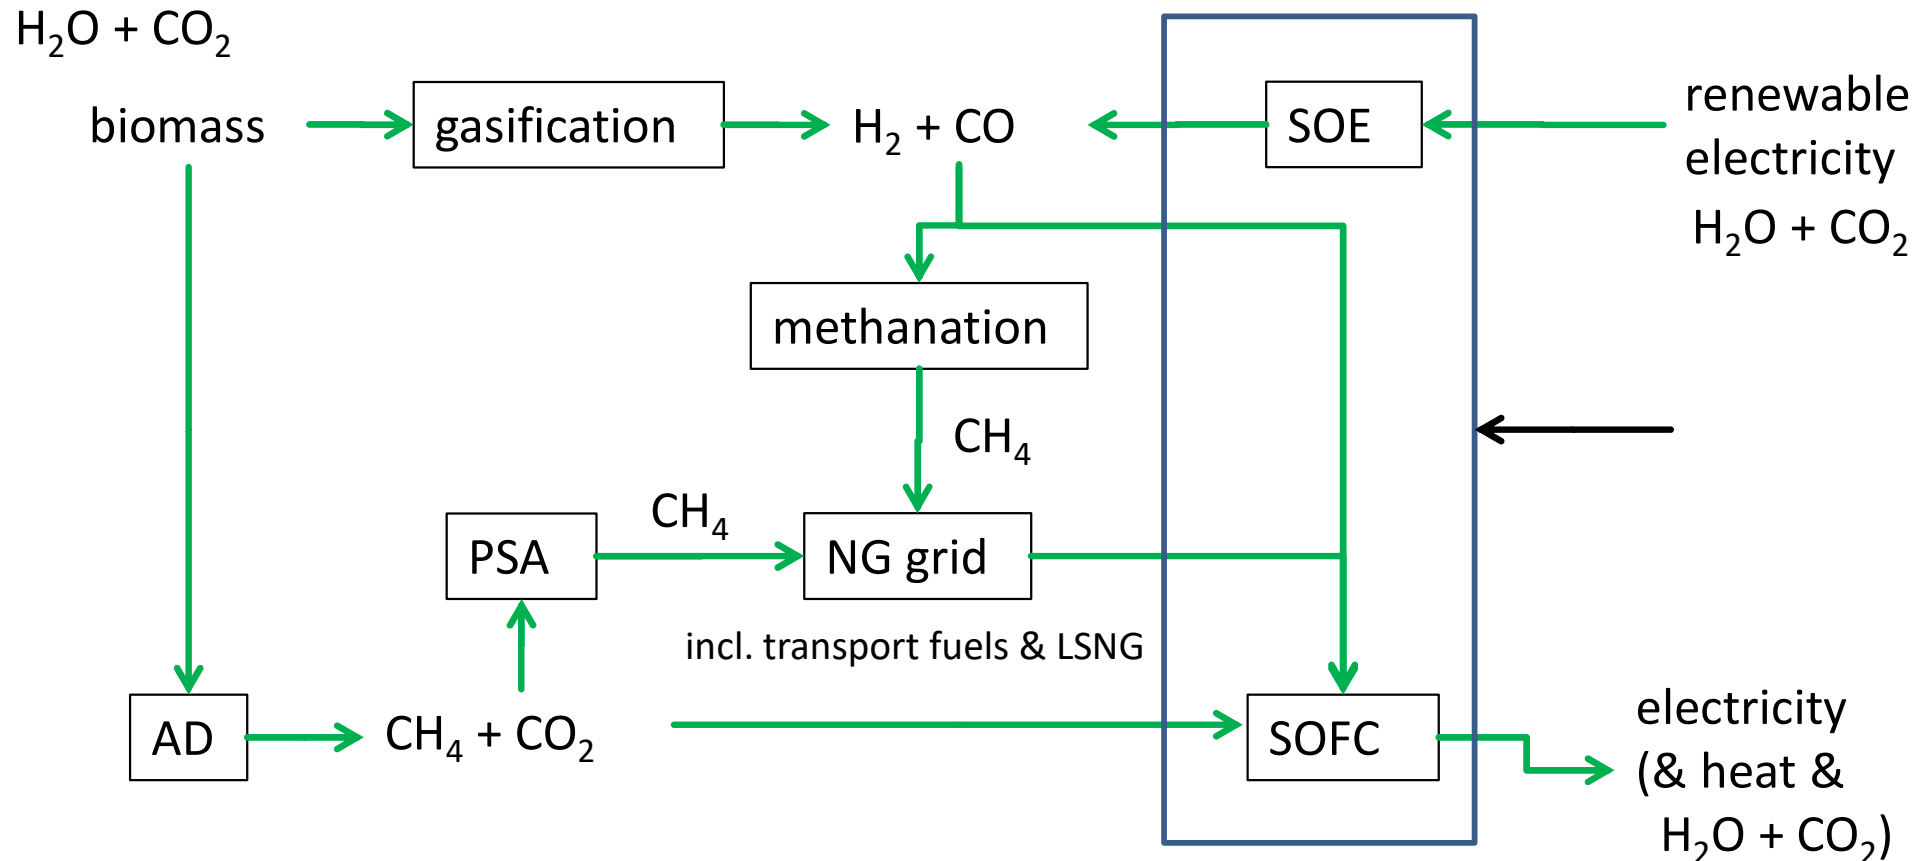 H₂O + CO₂
biomass
gasification
H₂ + CO
SOE
renewable
electricity
H₂O + CO₂
methanation
CH₄
CH₄
PSA
NG grid
incl. transport fuels & LSNG
AD
CH₄ + CO₂
SOFC
electricity
(& heat &
H₂O + CO₂)